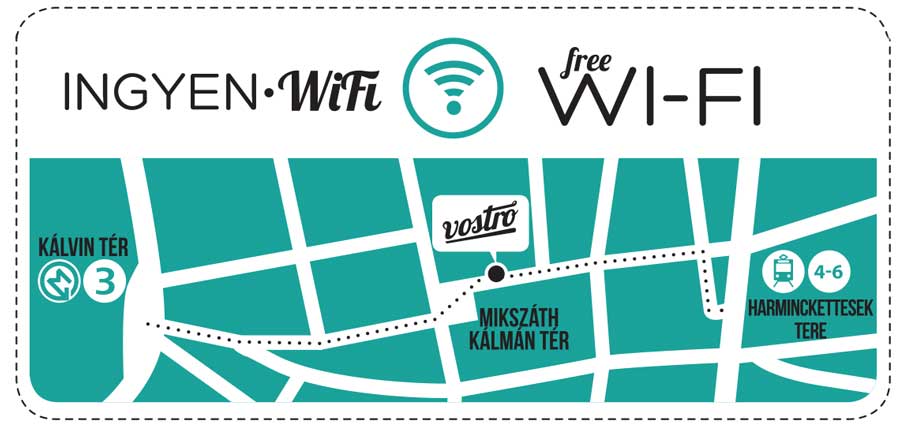 INGYEN•WiFi
free
WI-FI
vostro
KÁLVIN TÉR
M 3
MIKSZÁTH
KÁLMÁN TÉR
4-6
HARMINCKETTESEK
TERE